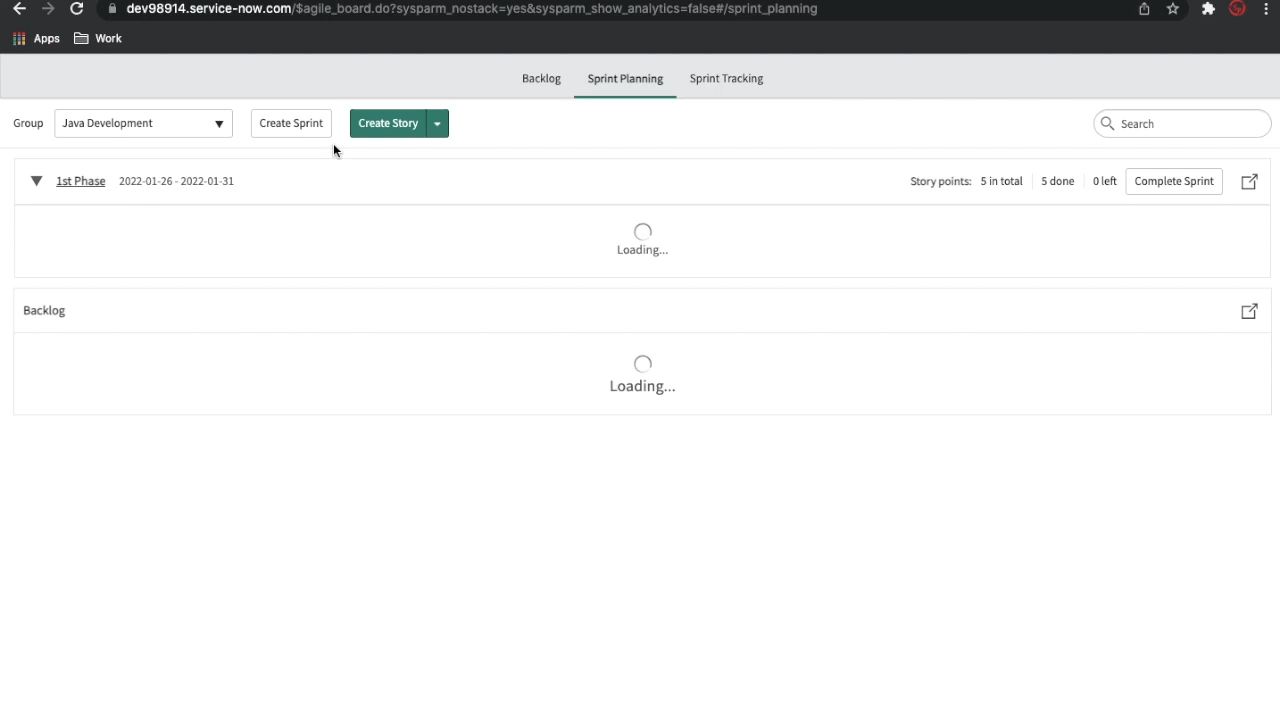 dev98914.service-now.com/$agile_board.do?sysparm_nostack=yes&sysparm_show_analytics=false#/sprint_planning
Apps Work
Backlog Sprint Planning Sprint Tracking
Group Java Development Create Sprint Create Story Search
1st Phase 2022-01-26 - 2022-01-31 Story points: 5 in total 5 done 0 left Complete Sprint
Loading...
Backlog
Loading...